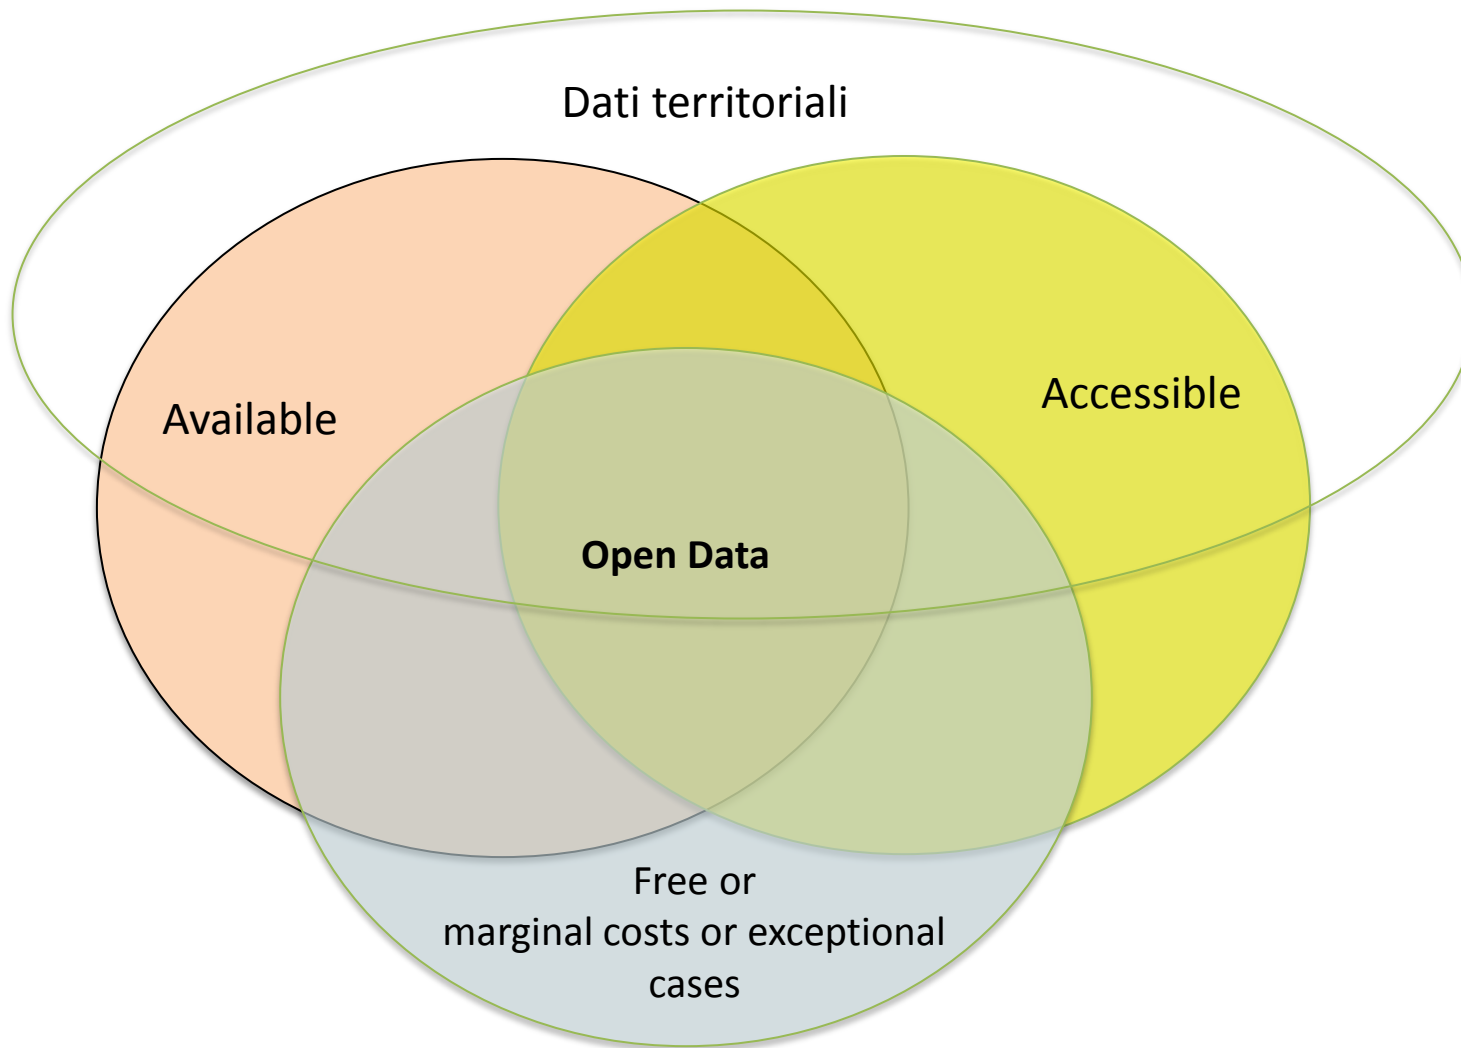 Dati territoriali
Available
Accessible
Open Data
Free or
marginal costs or exceptional
cases